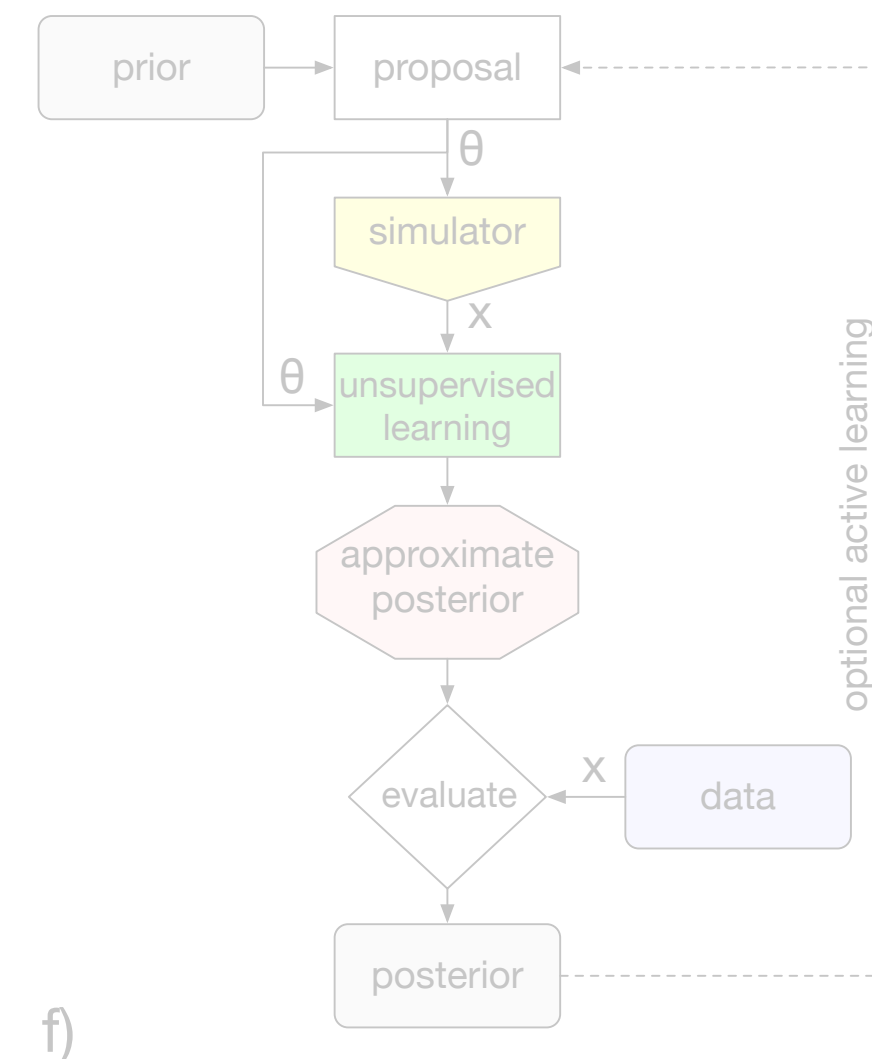 prior
proposal
θ
simulator
x
θ
unsupervised
learning
approximate
posterior
optional active learning
evaluate
x
data
posterior
f)